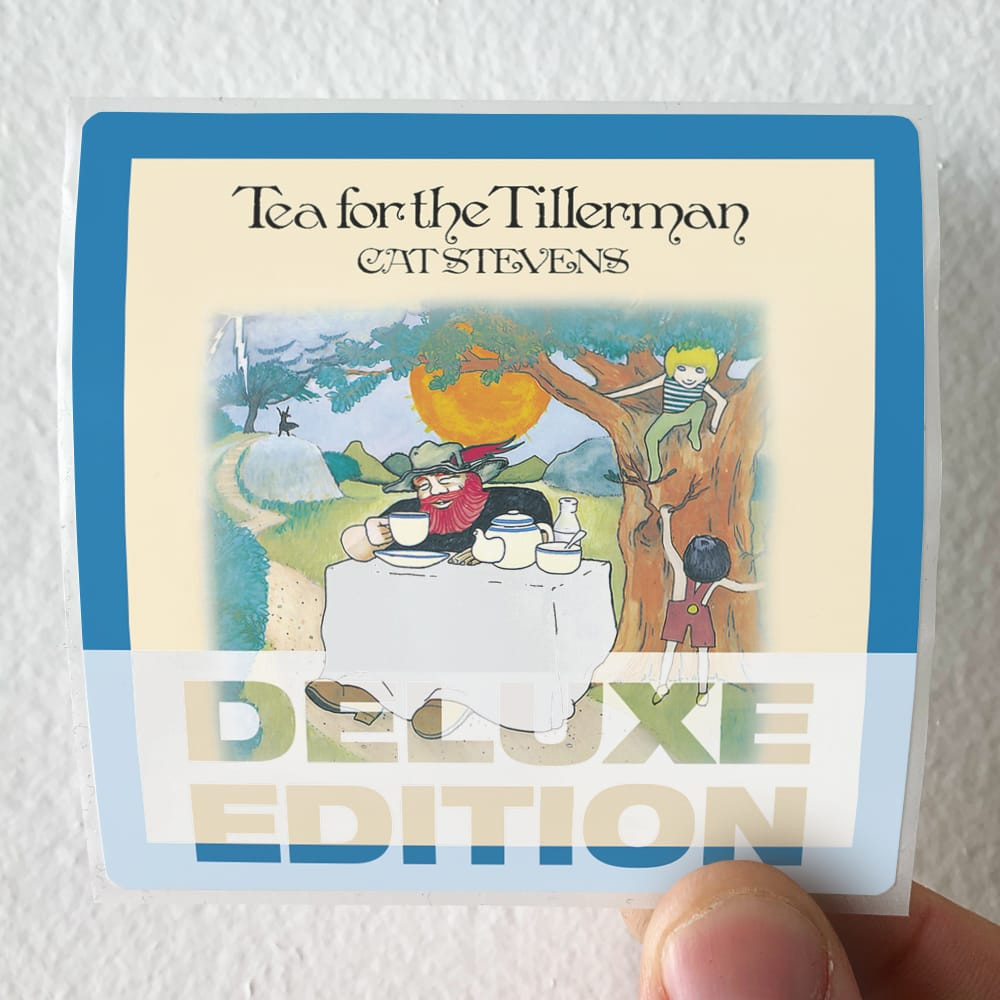 Tea for the Tillerman
CAT STEVENS
DELUXE
EDITION